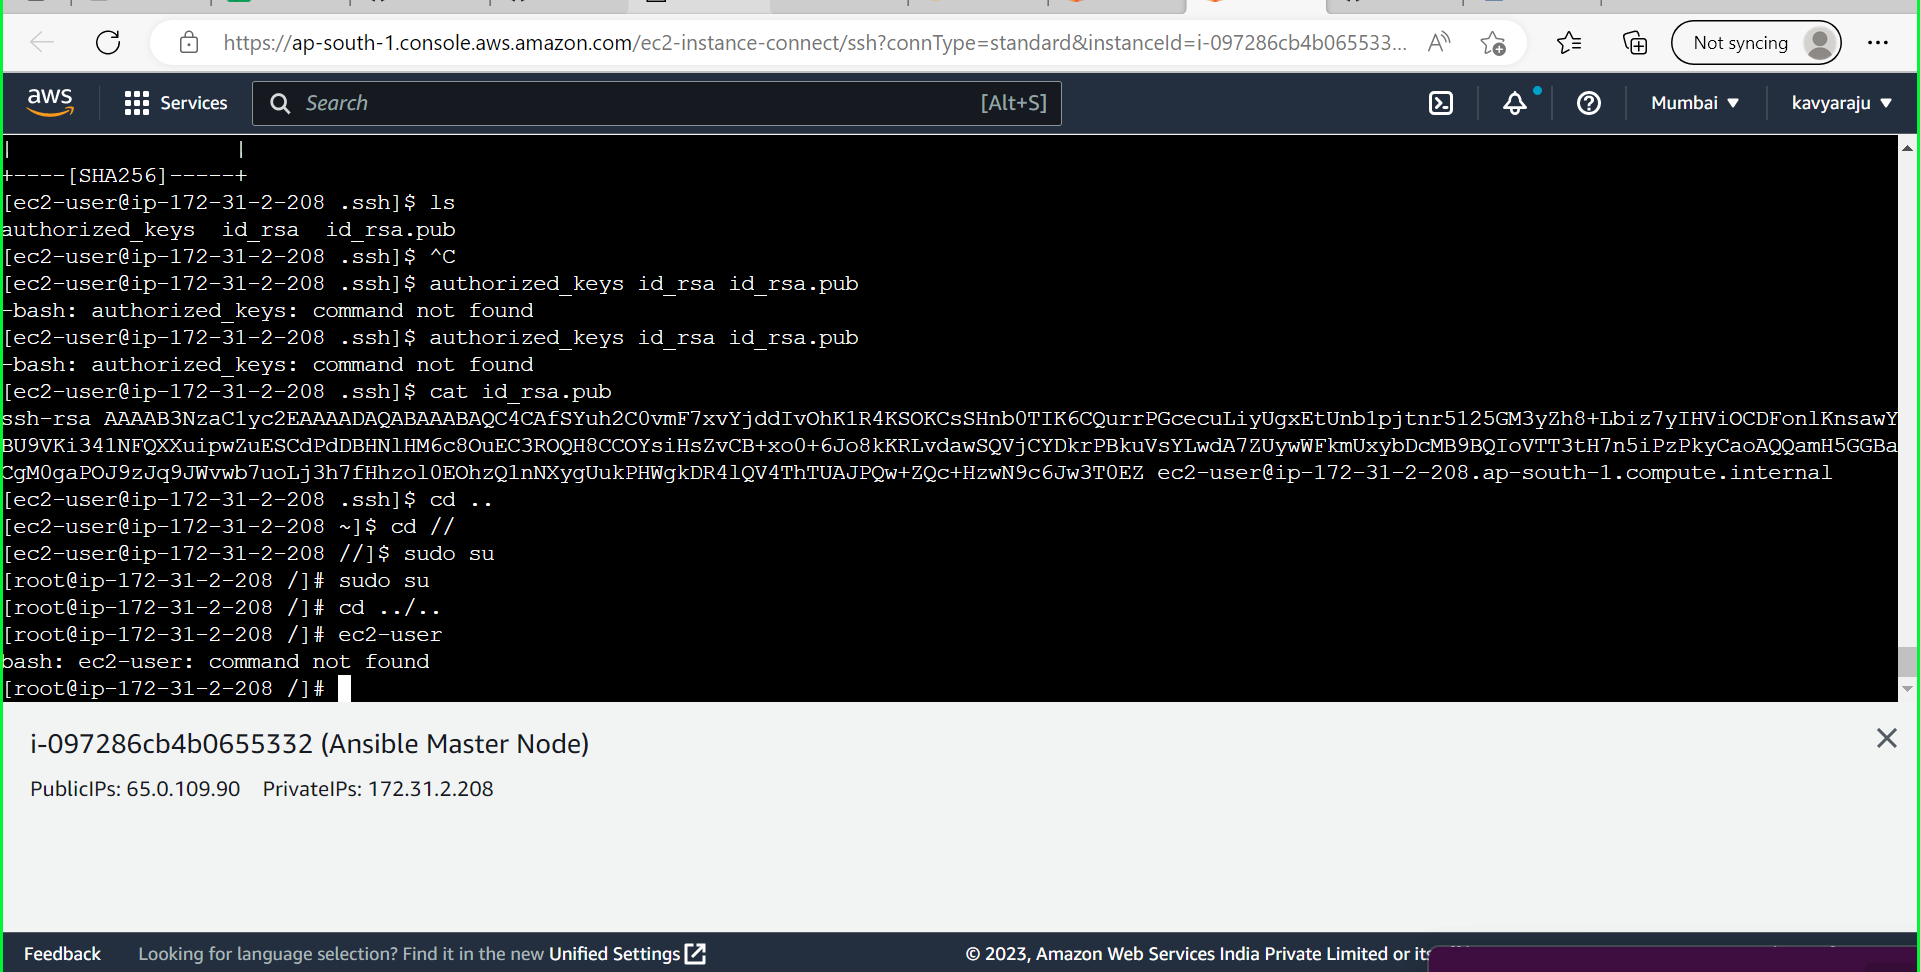 https://ap-south-1.console.aws.amazon.com/ec2-instance-connect/ssh?connType=standard&instanceId=i-097286cb4b065533...
Not syncing
aws
Services
Search
[Alt+S]
Mumbai
kavyaraju
| |
+----[SHA256]-----+
[ec2-user@ip-172-31-2-208 .ssh]$ ls
authorized_keys  id_rsa  id_rsa.pub
[ec2-user@ip-172-31-2-208 .ssh]$ ^C
[ec2-user@ip-172-31-2-208 .ssh]$ authorized_keys id_rsa id_rsa.pub
-bash: authorized_keys: command not found
[ec2-user@ip-172-31-2-208 .ssh]$ authorized_keys id_rsa id_rsa.pub
-bash: authorized_keys: command not found
[ec2-user@ip-172-31-2-208 .ssh]$ cat id_rsa.pub
ssh-rsa AAAAB3NzaC1yc2EAAAADAQABAAABAQC4CAfSYuh2C0vmF7xvYjddIvOhK1R4KSOKCsSHnb0TIK6CQurrPGcecuLiyUgxEtUnb1pjtnr5125GM3yZh8+Lbiz7yIHViOCDFonlKnsawY
BU9VKi341NFQXXuipwZuESCdPdDBHNlHM6c8OuEC3ROQH8CCOYsiHsZvCB+xo0+6Jo8kKRLvdawSQVjCYDkrPBkuVsYLwdA7ZUywWFkmUxybDcMB9BQIoVTT3tH7n5iPzPkyCaoAQQamH5GGBa
CgM0gaPOJ9zJq9JWvwb7uoLj3h7fHhzol0EOhzQ1nNXygUukPHWgkDR4lQV4ThTUAJPQw+ZQc+HzwN9c6Jw3T0EZ ec2-user@ip-172-31-2-208.ap-south-1.compute.internal
[ec2-user@ip-172-31-2-208 .ssh]$ cd ..
[ec2-user@ip-172-31-2-208 ~]$ cd //
[ec2-user@ip-172-31-2-208 //]$ sudo su
[root@ip-172-31-2-208 /]# sudo su
[root@ip-172-31-2-208 /]# cd ../..
[root@ip-172-31-2-208 /]# ec2-user
bash: ec2-user: command not found
[root@ip-172-31-2-208 /]#
i-097286cb4b0655332 (Ansible Master Node)
PublicIPs: 65.0.109.90 PrivateIPs: 172.31.2.208
Feedback
Looking for language selection? Find it in the new Unified Settings
© 2023, Amazon Web Services India Private Limited or its